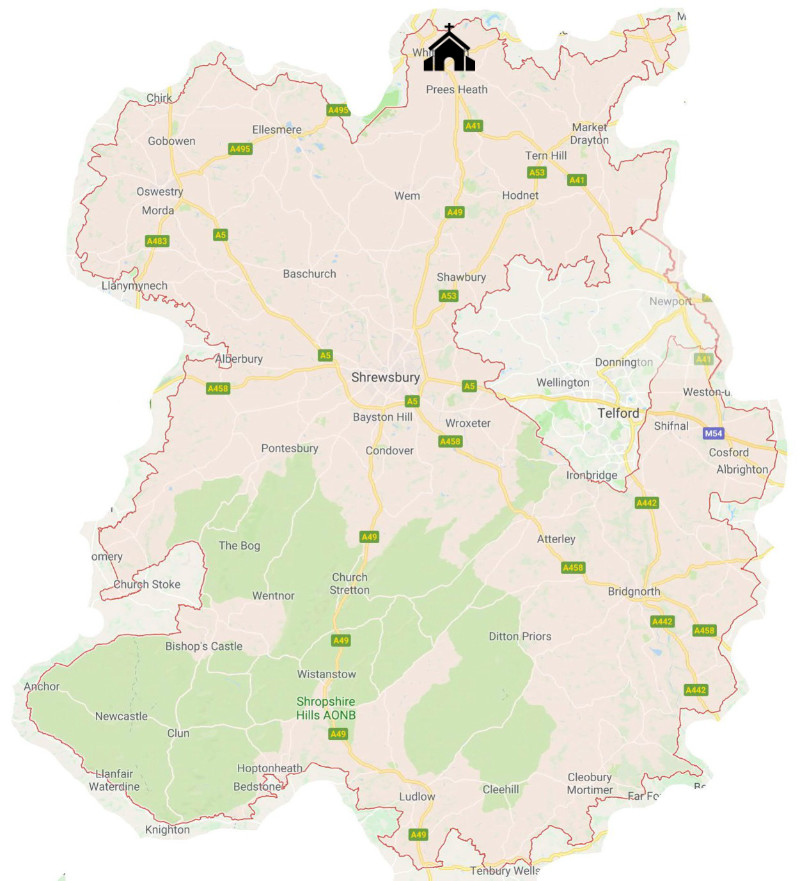 M
Whi
Prees Heath
Chirk
A495
Ellesmere
A41
Market
Drayton
Gobowen
A495
Tern Hill
A53
A41
Oswestry
Wem
Hodnet
Morda
A49
A5
A483
Baschurch
Shawbury
Llanymynech
A53
Newport
Alberbury
A5
A41
Donnington
Shrewsbury
Wellington
A458
A5
Weston-u
A5
Telford
Bayston Hill
Wroxeter
Shifnal
M54
Pontesbury
Condover
A458
Cosford
Albrighton
Ironbridge
A442
The Bog
A49
Atterley
omery
Church Stoke
Church
Stretton
A458
Wentnor
Bridgnorth
A442
A458
Bishop's Castle
A49
Ditton Priors
Wistanstow
Anchor
A442
Shropshire
Hills AONB
Newcastle
Clun
A49
Llanfair
Waterdine
Hoptonheath
Bedstone
Cleobury
Mortimer
Ludlow
Cleehill
Far Fo
Knighton
A49
Tenbury Wells